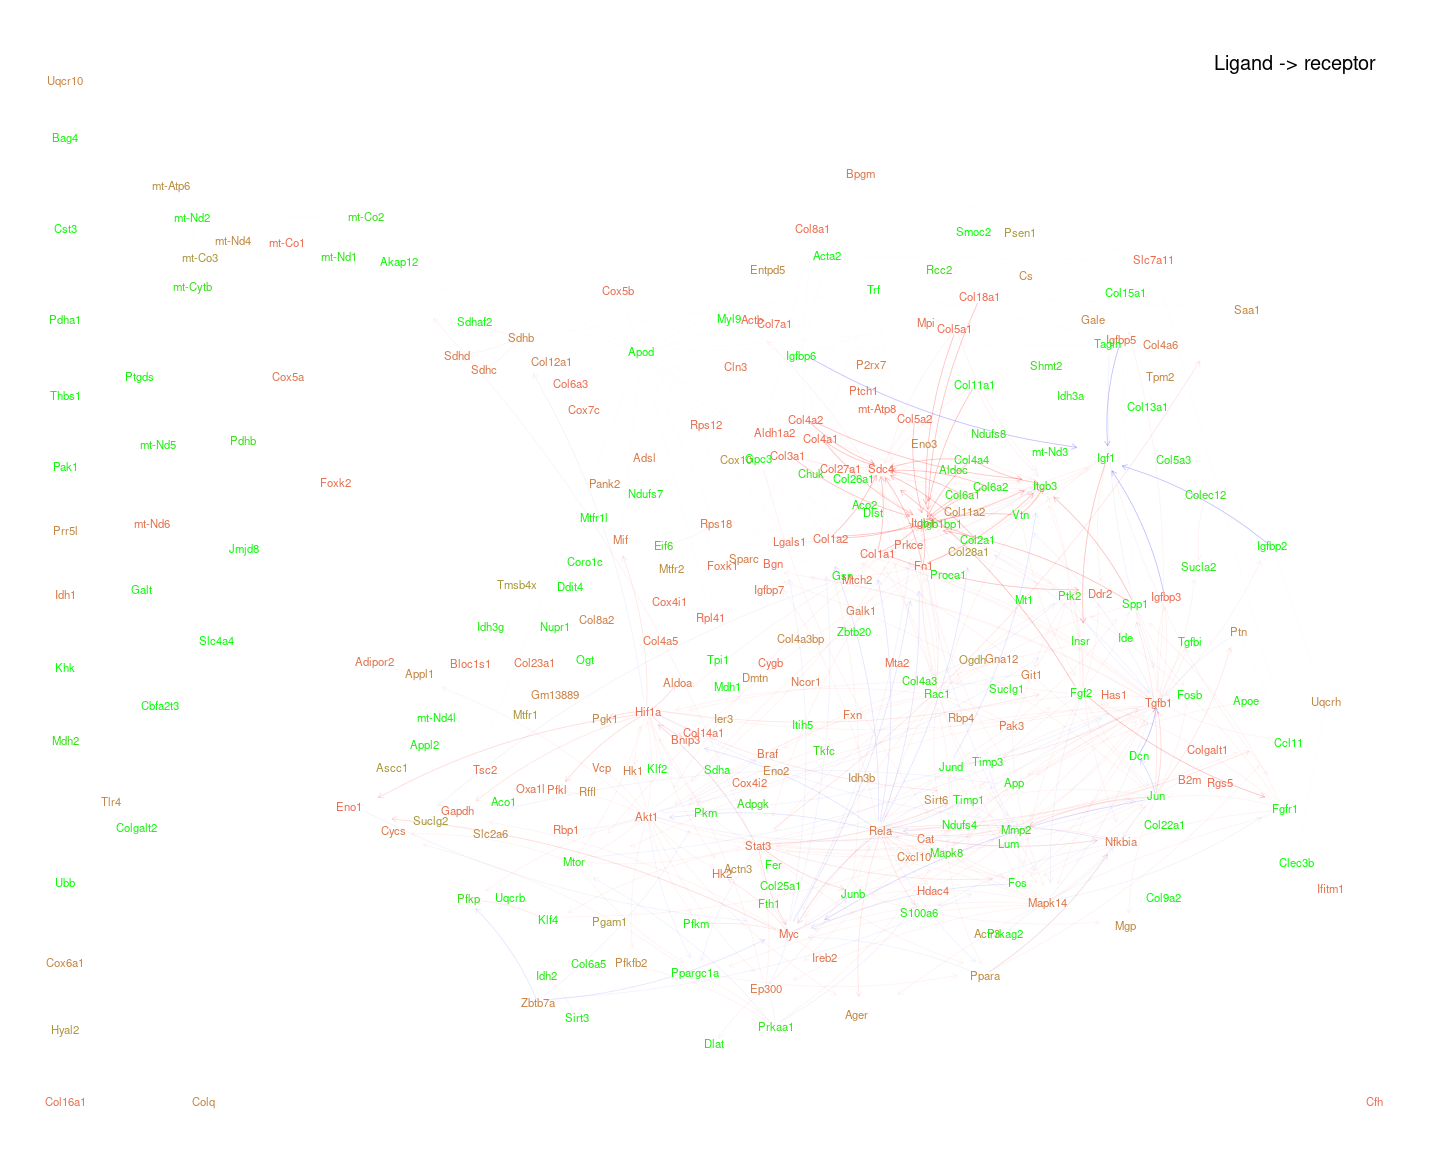 Ligand -> receptor
Uqcr10
Bag4
Bpgm
mt-Atp6
mt-Nd2
mt-Co2
Cst3
Col8a1
Smoc2
Psen1
mt-Nd4
mt-Co1
mt-Co3
mt-Nd1
Akap12
Acta2
Slc7a11
Entpd5
Rcc2
Cs
mt-Cytb
Cox5b
Trf
Col18a1
Col15a1
Saa1
Pdha1
Sdhaf2
Myl9
Actb
Col7a1
Mpi
Col5a1
Gale
Sdhb
Igfbp5
Tagln
Col4a6
Sdhd
Apod
Igfbp6
Col12a1
Sdhc
Cln3
P2rx7
Shmt2
Ptgds
Cox5a
Col6a3
Tpm2
Col11a1
Ptch1
Thbs1
Idh3a
Cox7c
mt-Atp8
Col13a1
Rps12
Col4a2
Col5a2
Aldh1a2
Ndufs8
mt-Nd5
Pdhb
Col4a1
Eno3
mt-Nd3
Adsl
Gpc3
Col3a1
Col4a4
Igf1
Col5a3
Pak1
Foxk2
Pank2
Chuk
Col27a1
Sdc4
Aldoc
Col26a1
Itgb3
Col6a2
Ndufs7
Col6a1
Colec12
Aco2
Dlst
Col11a2
Vtn
Prr5l
mt-Nd6
Mtfr1l
Rps18
Itgb1bp1
Jmjd8
Mif
Eif6
Lgals1
Col1a2
Prkce
Col2a1
Igfbp2
Col1a1
Col28a1
Coro1c
Sparc
Bgn
Mtfr2
Foxk1
Fn1
Sucla2
Gsn
Mtch2
Tmsb4x
Ddit4
Galt
Idh1
Igfbp7
Mt1
Ptk2
Ddr2
Spp1
Igfbp3
Cox4i1
Galk1
Rpl41
Col8a2
Idh3g
Nupr1
Zbtb20
Ptn
Slc4a4
Col4a5
Col4a3bp
Insr
Ide
Tgfbi
Khk
Adipor2
Appl1
Bloc1s1
Col23a1
Ogt
Tpi1
Cygb
Mta2
Ogdh
Gna12
Git1
Dmtn
Aldoa
Mdh1
Ncor1
Col4a3
Rac1
Suclg1
Fgf2
Has1
Tgfb1
Fosb
Apoe
Uqcrh
Gm13889
Cbfa2t3
mt-Nd4l
Mtfr1
Pgk1
Hif1a
Ier3
Itih5
Fxn
Rbp4
Pak3
Mdh2
Appl2
Col14a1
Bnip3
Braf
Tkfc
Timp3
Dcn
Colgalt1
Ccl11
Ascc1
Tsc2
Vcp
Hk1
Klf2
Sdha
Eno2
Idh3b
Jund
App
B2m
Rgs5
Cox4i2
Oxa1l
Pfkl
Rffl
Tlr4
Eno1
Gapdh
Aco1
Adpgk
Sirt6
Timp1
Jun
Fgfr1
Colgalt2
Cycs
Suclg2
Slc2a6
Rbp1
Akt1
Pkm
Rela
Cat
Ndufs4
Mmp2
Col22a1
Stat3
Lum
Nfkbia
Mtor
Fer
Actn3
Hk2
Cxcl10
Mapk8
Clec3b
Ubb
Col25a1
Junb
Hdac4
Fos
Ifitm1
Pfkp
Uqcrb
Fth1
S100a6
Mapk14
Col9a2
Klf4
Pgam1
Pfkm
Myc
Prkag2
Mgp
Cox6a1
Col6a5
Pfkfb2
Ireb2
Idh2
Ppargc1a
Ppara
Ep300
Zbtb7a
Sirt3
Ager
Hyal2
Prkaa1
Dlat
Col16a1
Colq
Cfh